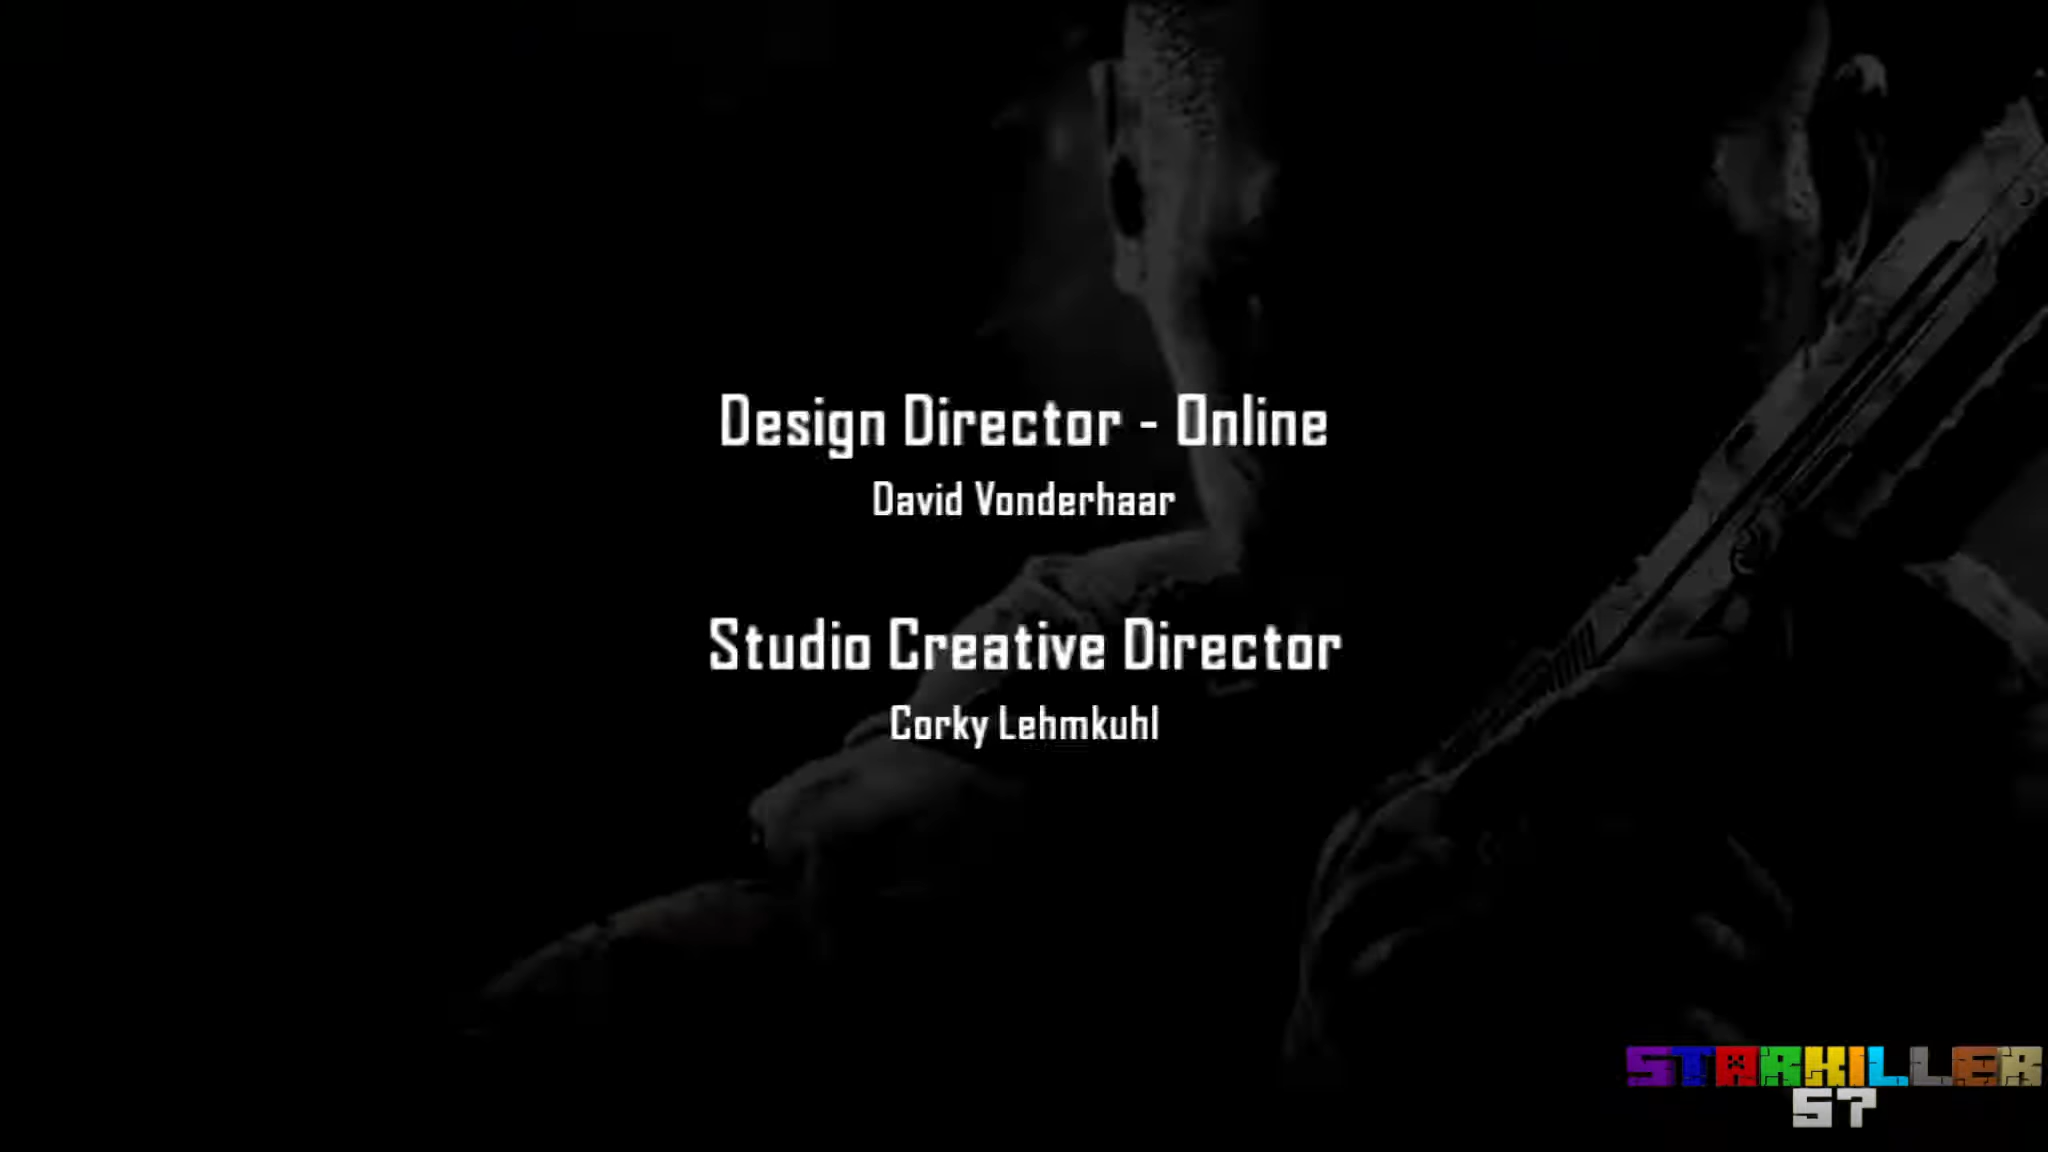 Design Director - Online
David Vonderhaar
Studio Creative Director
Corky Lehmkuhl
STARKILLER
57